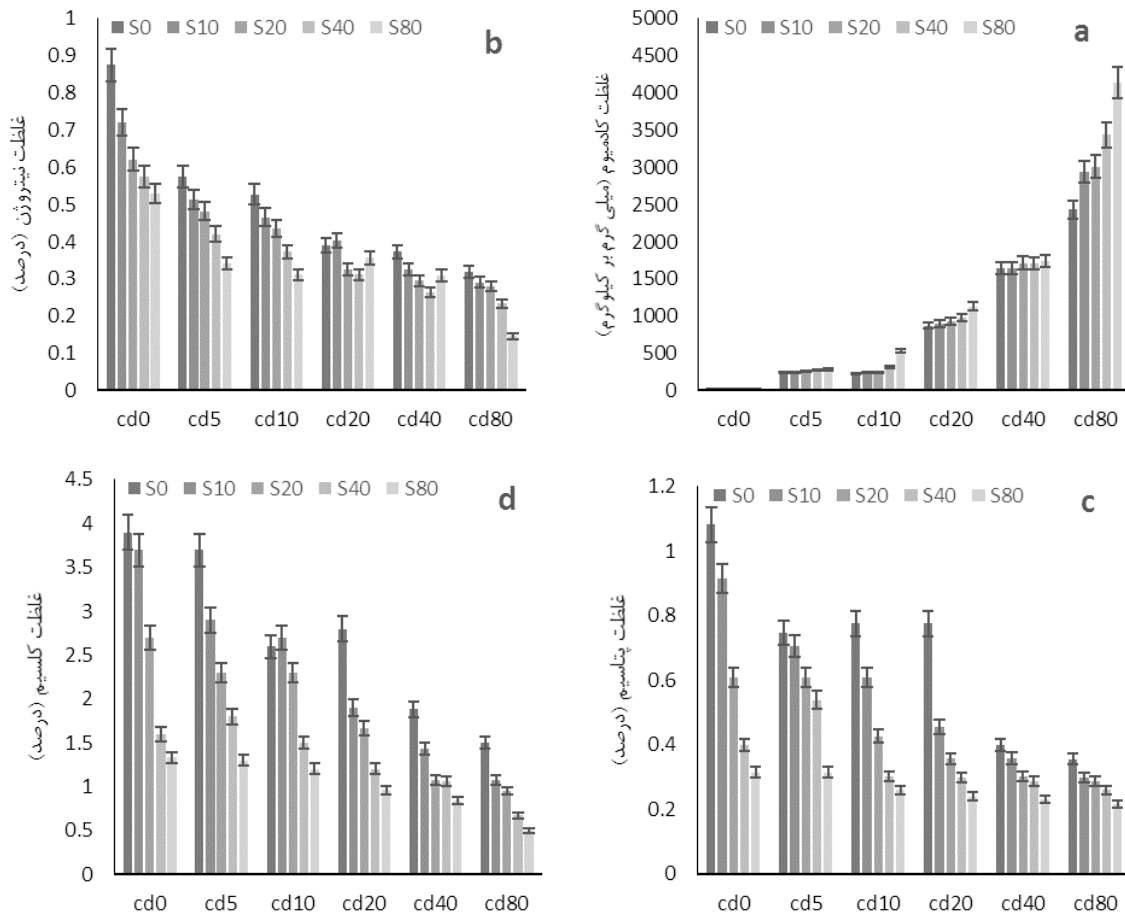 S0 S10 S20 S40 S80
b
غلظت نیتروژن (درصد)
1
0.9
0.8
0.7
0.6
0.5
0.4
0.3
0.2
0.1
0
cd0 cd5 cd10 cd20 cd40 cd80
S0 S10 S20 S40 S80
a
غلظت کادمیوم (میلی گرم بر کیلوگرم)
5000
4500
4000
3500
3000
2500
2000
1500
1000
500
0
cd0 cd5 cd10 cd20 cd40 cd80
S0 S10 S20 S40 S80
d
غلظت کلسیم (درصد)
4.5
4
3.5
3
2.5
2
1.5
1
0.5
0
cd0 cd5 cd10 cd20 cd40 cd80
S0 S10 S20 S40 S80
c
غلظت پتاسیم (درصد)
1.2
1
0.8
0.6
0.4
0.2
0
cd0 cd5 cd10 cd20 cd40 cd80